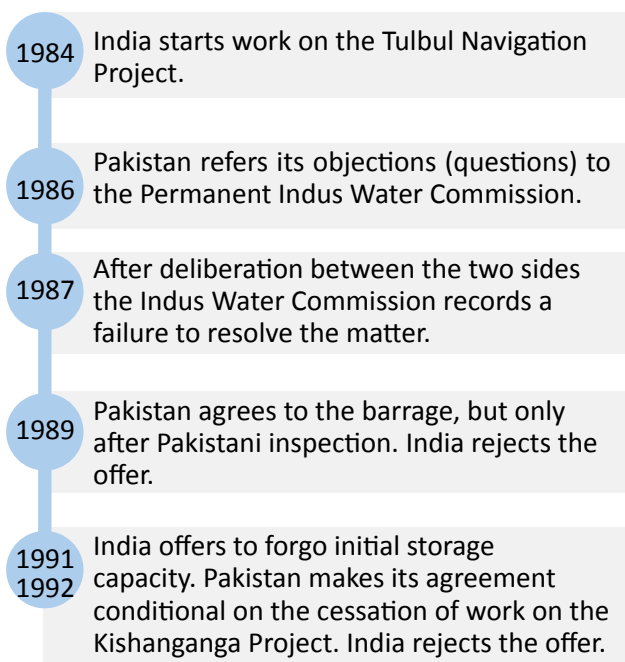 1984
India starts work on the Tulbul Navigation
Project.
1986
Pakistan refers its objections (questions) to
the Permanent Indus Water Commission.
1987
After deliberation between the two sides
the Indus Water Commission records a
failure to resolve the matter.
1989
Pakistan agrees to the barrage, but only
after Pakistani inspection. India rejects the
offer.
1991
1992
India offers to forgo initial storage
capacity. Pakistan makes its agreement
conditional on the cessation of work on the
Kishanganga Project. India rejects the offer.